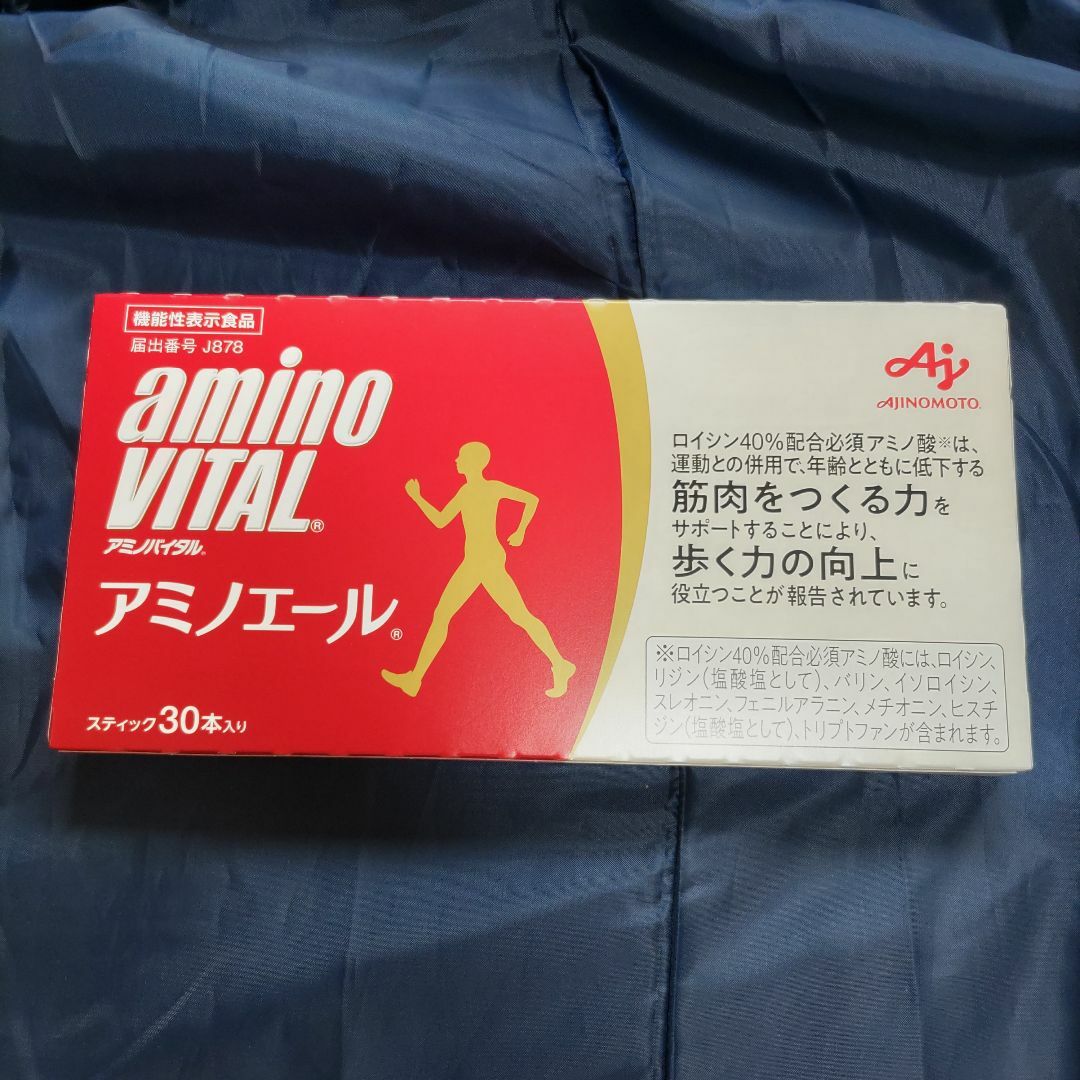 機能性表示食品
届出番号 J878
amino
VITAL®
アミノバイタル®
アミノエール®
スティック30本入り
Aj
AJINOMOTO
ロイシン40%配合必須アミノ酸※は、
運動との併用で、年齢とともに低下する
筋肉をつくる力を
サポートすることにより、
歩く力の向上に
役立つことが報告されています。
※ロイシン40%配合必須アミノ酸には、ロイシン、
リジン(塩酸塩として)、バリン、イソロイシン、
スレオニン、フェニルアラニン、メチオニン、ヒスチ
ジン(塩酸塩として)、トリプトファンが含まれます。